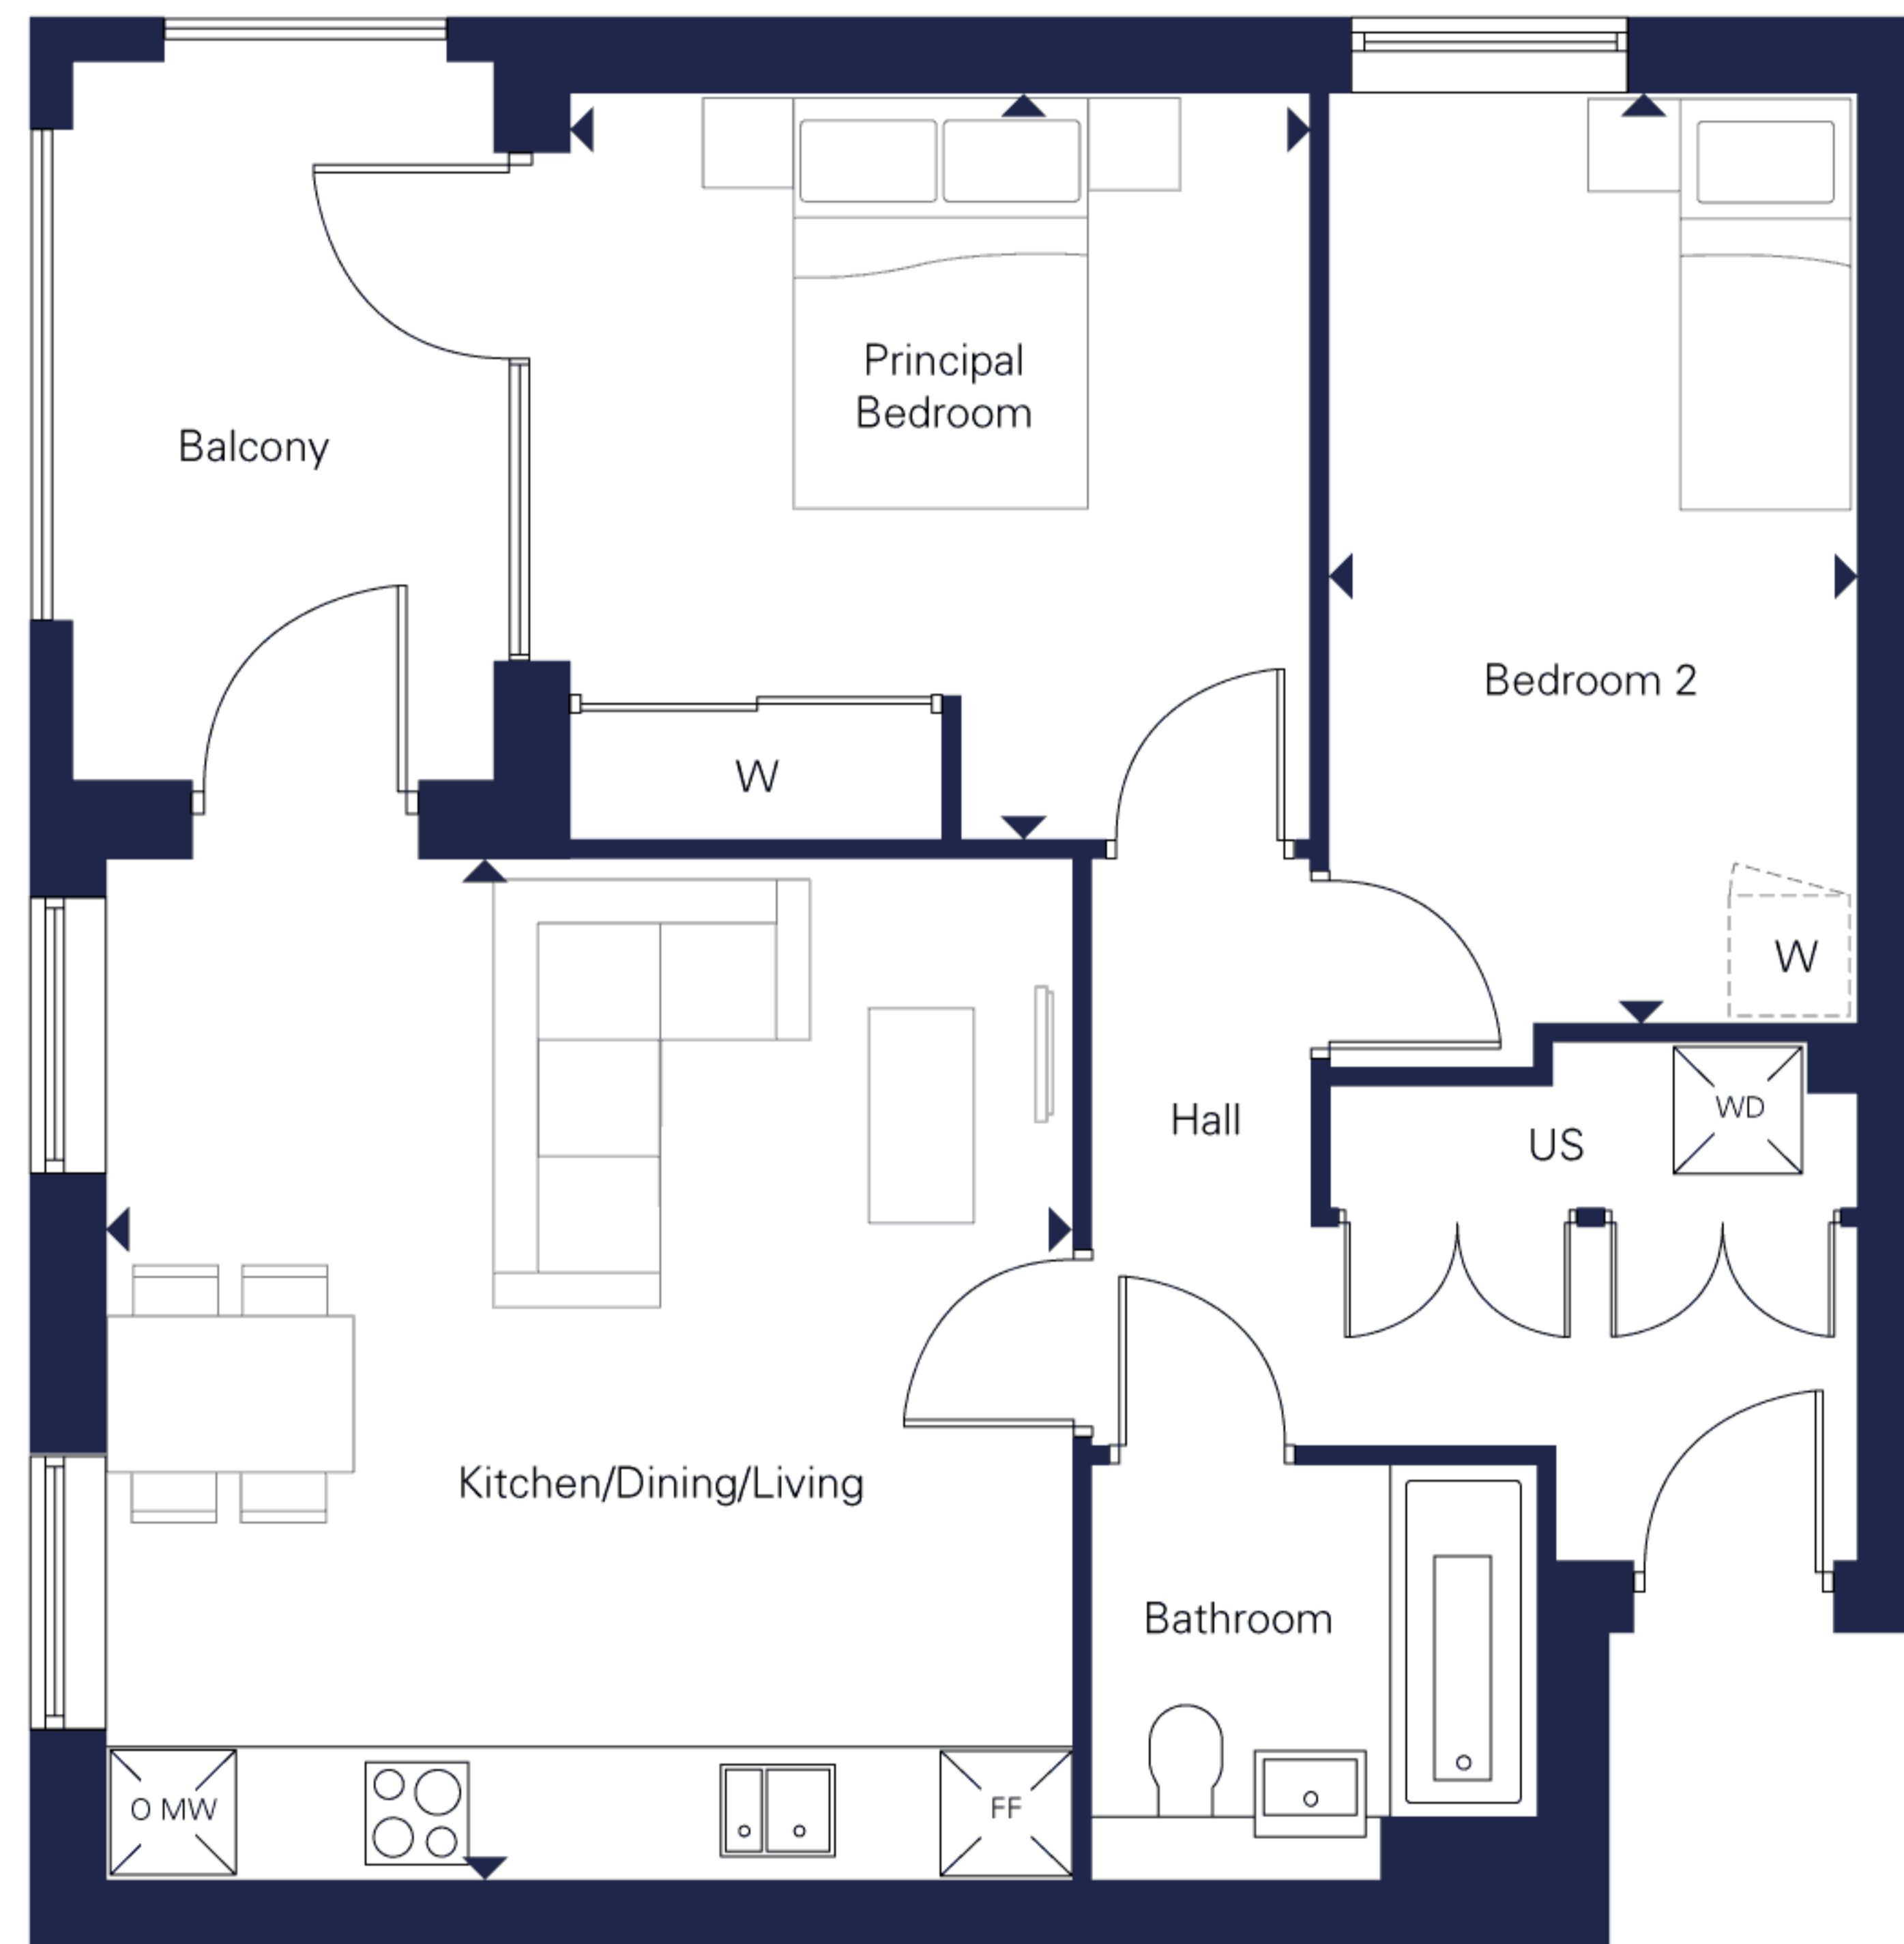 Principal
Bedroom
Balcony
Bedroom 2
W
W
Hall
WD
US
Kitchen/Dining/Living
Bathroom
O MW
FF